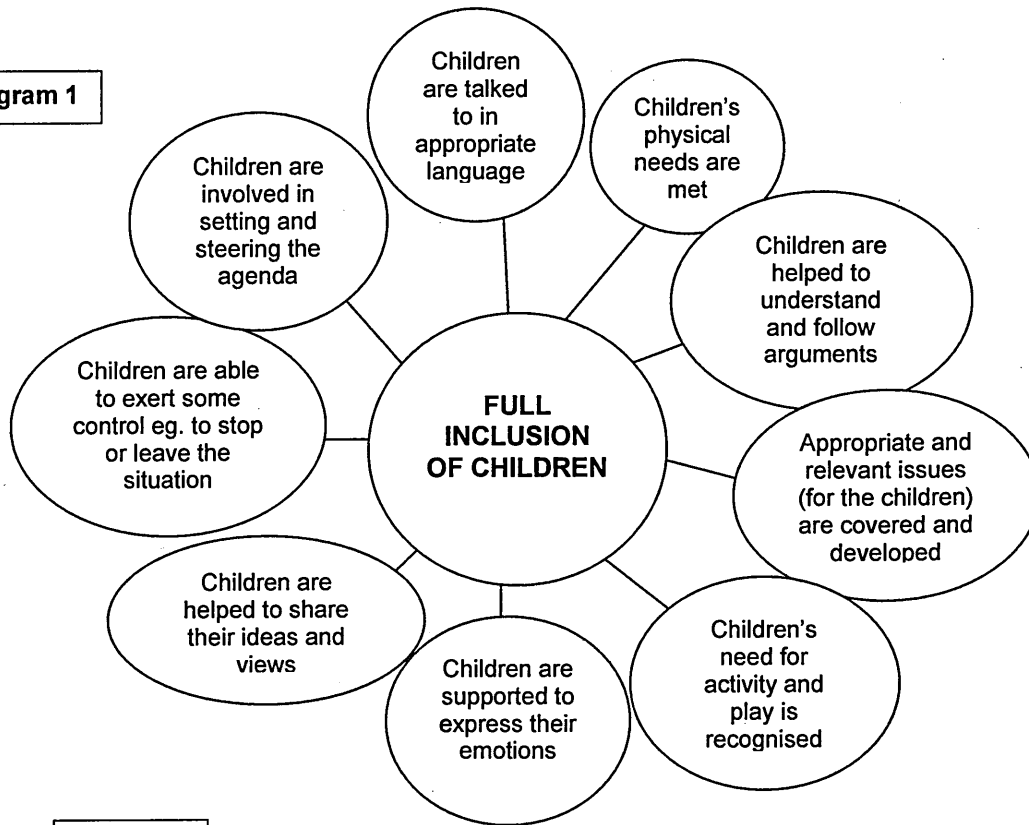 gram 1
Children
are talked
to in
appropriate
language
Children's
physical
needs are
met
Children are
helped to
understand
and follow
arguments
Appropriate and
relevant issues
(for the children)
are covered and
developed
Children's
need for
activity and
play is
recognised
Children are
supported to
express their
emotions
Children are
helped to share
their ideas and
views
Children are able
to exert some
control eg. to stop
or leave the
situation
Children are
involved in
setting and
steering the
agenda
FULL
INCLUSION
OF CHILDREN